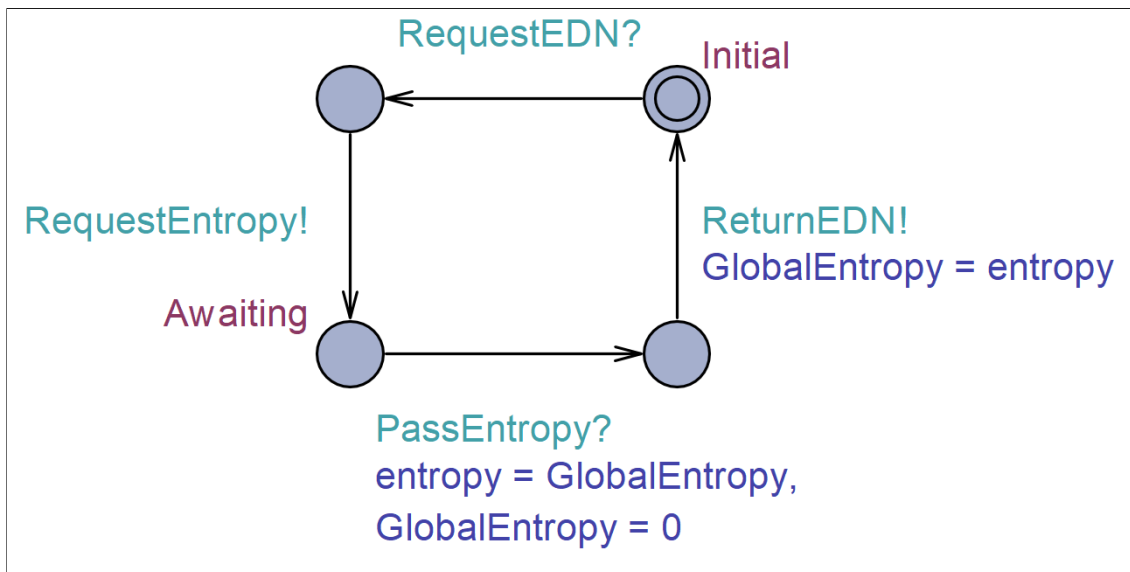 RequestEDN?
Initial
RequestEntropy!
ReturnEDN!
GlobalEntropy = entropy
Awaiting
PassEntropy?
entropy = GlobalEntropy,
GlobalEntropy = 0